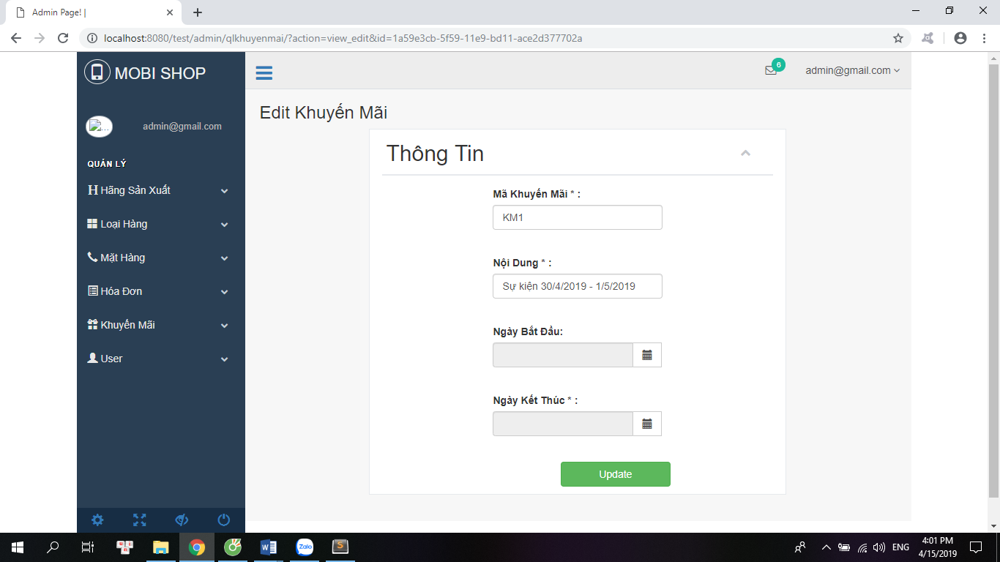 Admin Page! |
localhost:8080/test/admin/qlkhuyenmai/?action=view_edit&id=1a59e3cb-5f59-11e9-bd11-ace2d377702a
MOBI SHOP
6
admin@gmail.com
Edit Khuyến Mãi
admin@gmail.com
Thông Tin
QUẢN LÝ
Mã Khuyến Mãi * :
H Hãng Sản Xuất
KM1
Loại Hàng
Mặt Hàng
Nội Dung * :
Sự kiện 30/4/2019 - 1/5/2019
Hóa Đơn
Khuyến Mãi
Ngày Bắt Đầu:
User
Ngày Kết Thúc * :
Update
Zalo
S
ENG
4:01 PM
4/15/2019